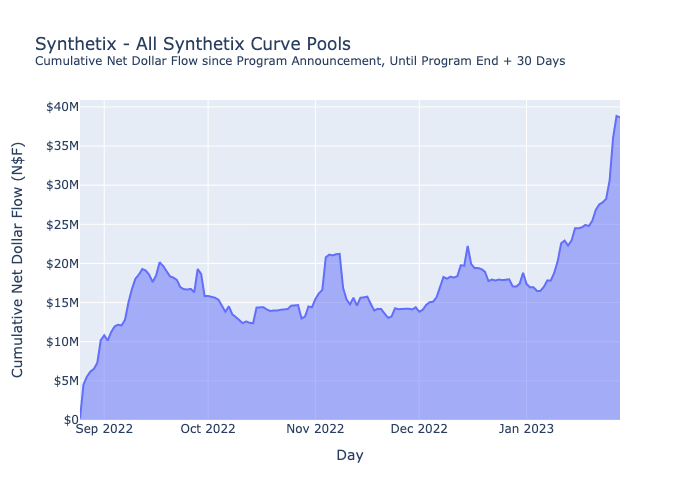 Synthetix - All Synthetix Curve Pools
Cumulative Net Dollar Flow since Program Announcement, Until Program End + 30 Days
Cumulative Net Dollar Flow (N$F)
$40M
$35M
$30M
$25M
$20M
$15M
$10M
$5M
$0
Sep 2022 Oct 2022 Nov 2022 Dec 2022 Jan 2023
Day